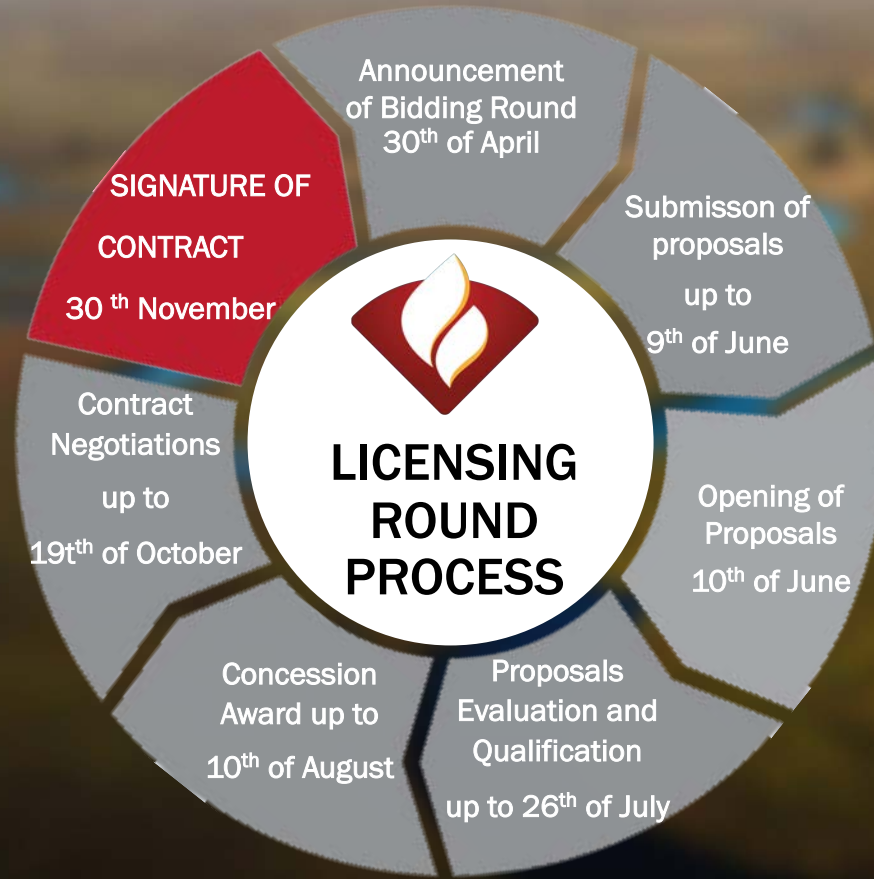 Announcement
of Bidding Round
30th of April
Submisson of
proposals
up to
9th of June
Opening of
Proposals
10th of June
Proposals
Evaluation and
Qualification
up to 26th of July
Concession
Award up to
10th of August
Contract
Negotiations
up to
19tth of October
SIGNATURE OF
CONTRACT
30 th November
LICENSING
ROUND
PROCESS